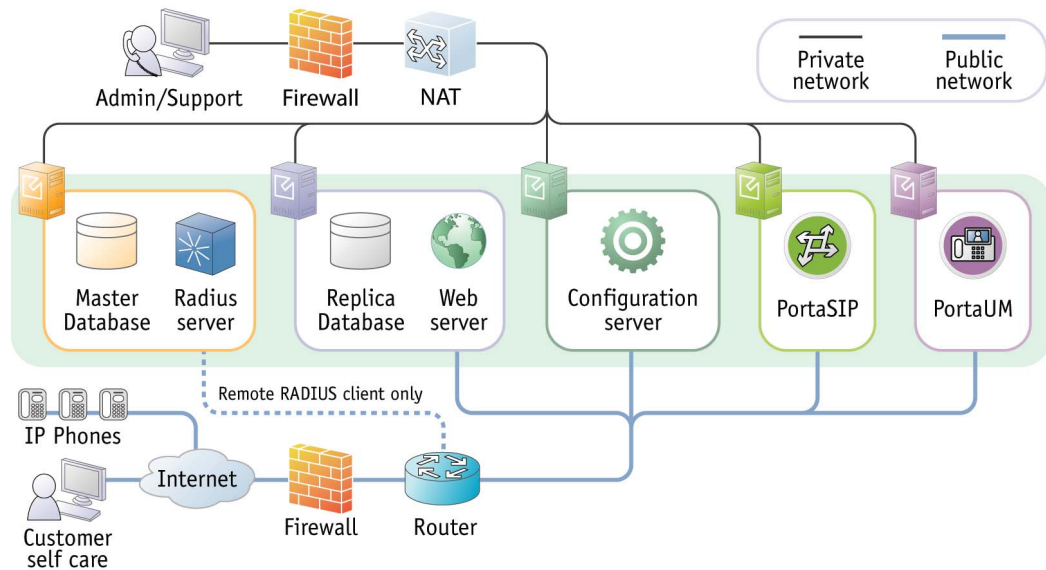 Admin/Support
Firewall
NAT
Private
network
Public
network
Master
Database
Radius
server
Replica
Database
Web
server
Configuration
server
PortaSIP
PortaUM
Remote RADIUS client only
IP Phones
Internet
Customer
self care
Firewall
Router